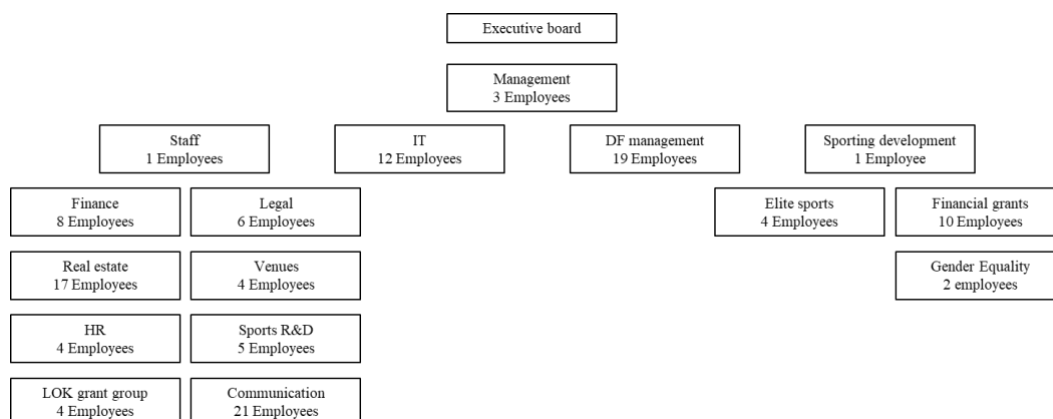 Executive board
Management
3 Employees
Staff
1 Employees
IT
12 Employees
DF management
19 Employees
Sporting development
1 Employee
Finance
8 Employees
Legal
6 Employees
Elite sports
4 Employees
Financial grants
10 Employees
Real estate
17 Employees
Venues
4 Employees
Gender Equality
2 employees
HR
4 Employees
Sports R&D
5 Employees
LOK grant group
4 Employees
Communication
21 Employees